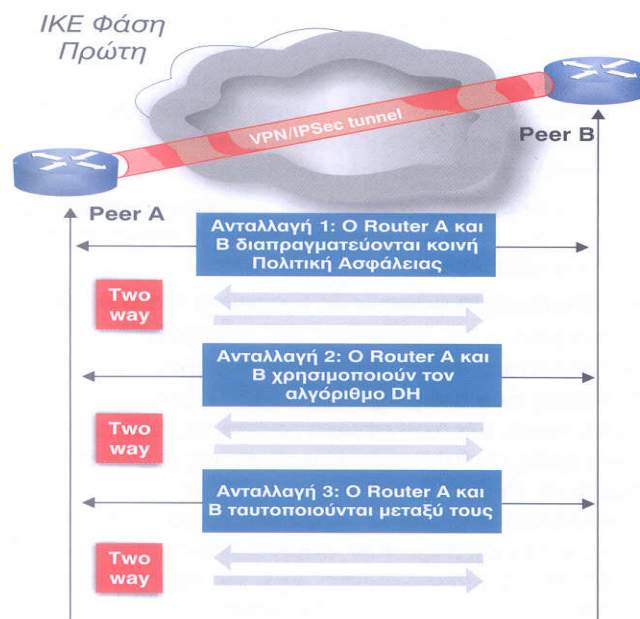 IKE Φάση
Πρώτη
VPN/IPSec tunnel
Peer B
Peer A
Ανταλλαγή 1: Ο Router A και
Β διαπραγματεύονται κοινή
Πολιτική Ασφάλειας
Two
way
Ανταλλαγή 2: Ο Router A και
Β χρησιμοποιούν τον
αλγόριθμο DH
Two
way
Ανταλλαγή 3: Ο Router A και
Β ταυτοποιούνται μεταξύ τους
Two
way